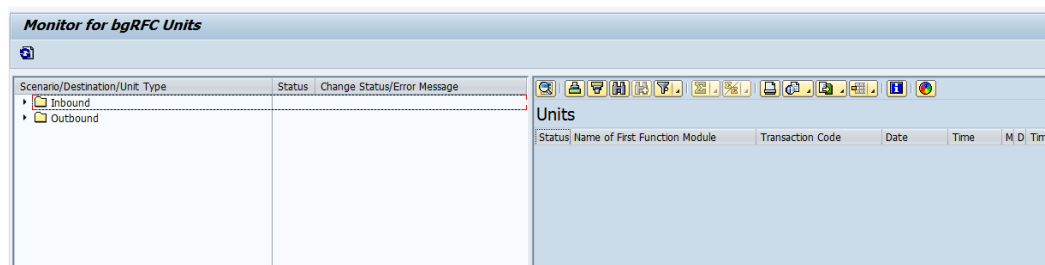 Monitor for bgRFC Units
Scenario/Destination/Unit Type Status Change Status/Error Message
Inbound
Outbound
Units
Status Name of First Function Module Transaction Code Date Time M D Tim